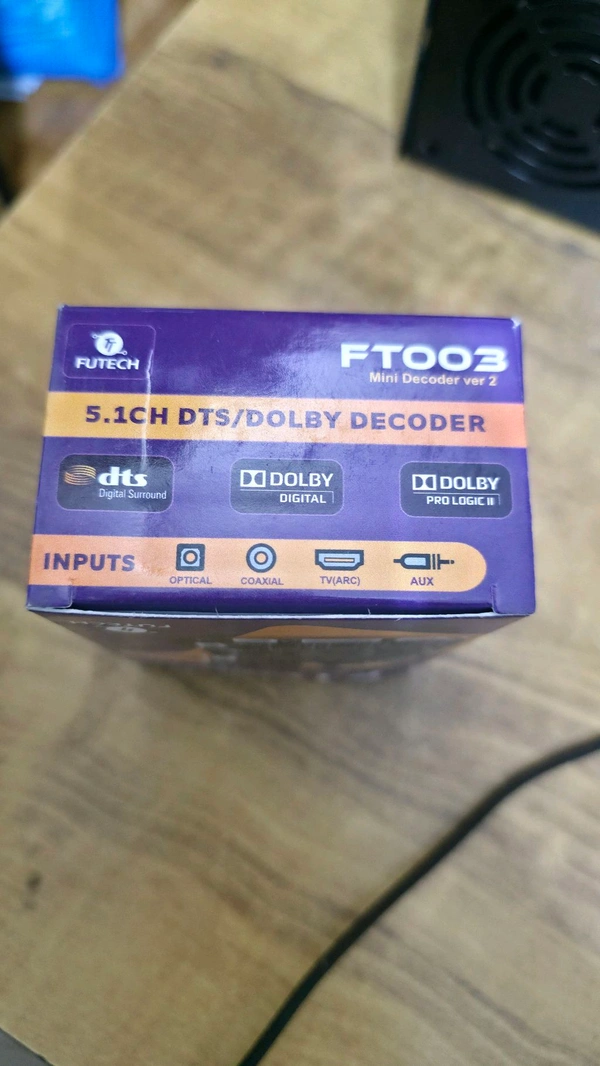 FUTECH
FT003
Mini Decoder ver 2
5.1CH DTS/DOLBY DECODER
dts
Digital Surround
DOLBY
DIGITAL
DOLBY
PRO LOGIC II
INPUTS
OPTICAL
COAXIAL
TV(ARC)
AUX